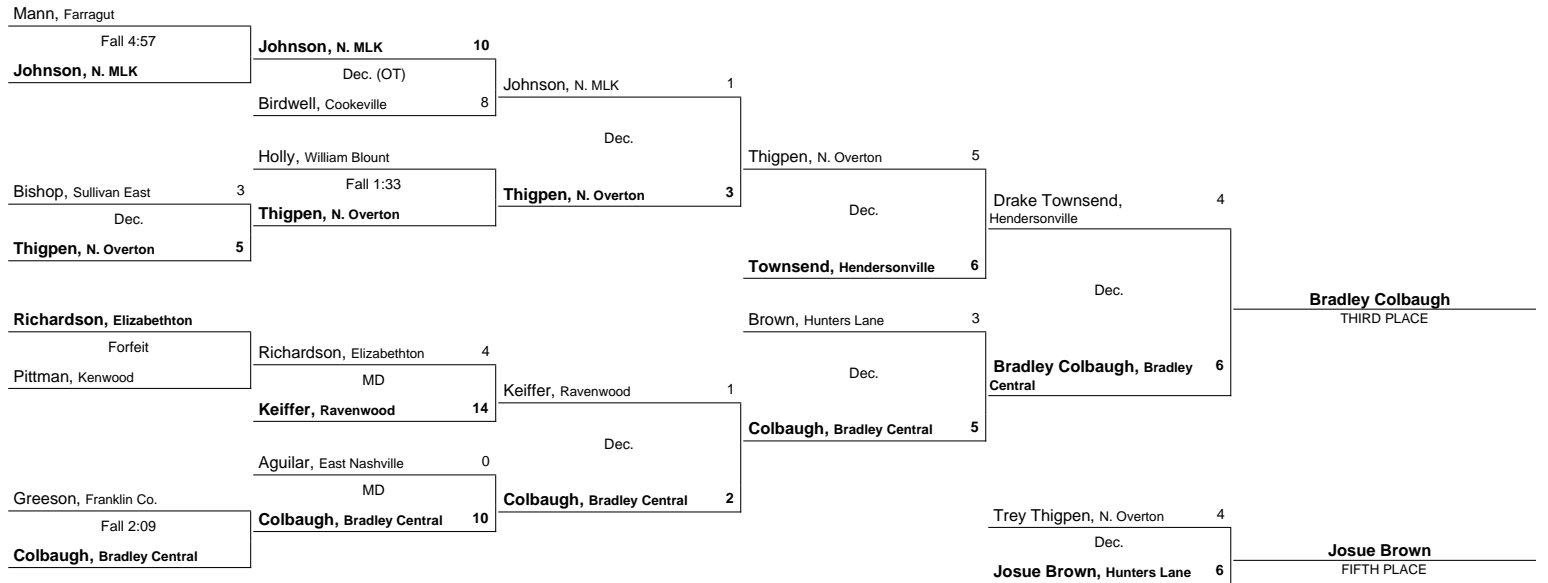 Mann, Farragut
Fall 4:57
Johnson, N. MLK
Bishop, Sullivan East 3
Dec.
Thigpen, N. Overton 5
Richardson, Elizabethton
Forfeit
Pittman, Kenwood
Greeson, Franklin Co.
Fall 2:09
Colbaugh, Bradley Central
Johnson, N. MLK 10
Dec. (OT)
Birdwell, Cookeville 8
Holly, William Blount
Fall 1:33
Thigpen, N. Overton
Richardson, Elizabethton 4
MD
Keiffer, Ravenwood 14
Aguilar, East Nashville 0
MD
Colbaugh, Bradley Central 10
Johnson, N. MLK 1
Dec.
Thigpen, N. Overton 3
Keiffer, Ravenwood 1
Dec.
Colbaugh, Bradley Central 2
Thigpen, N. Overton 5
Dec.
Townsend, Hendersonville 6
Brown, Hunters Lane 3
Dec.
Colbaugh, Bradley Central 5
Drake Townsend, 4
Hendersonville
Dec.
Bradley Colbaugh, Bradley 6
Central
Bradley Colbaugh
THIRD PLACE
Trey Thigpen, N. Overton 4
Dec.
Josue Brown, Hunters Lane 6
Josue Brown
FIFTH PLACE